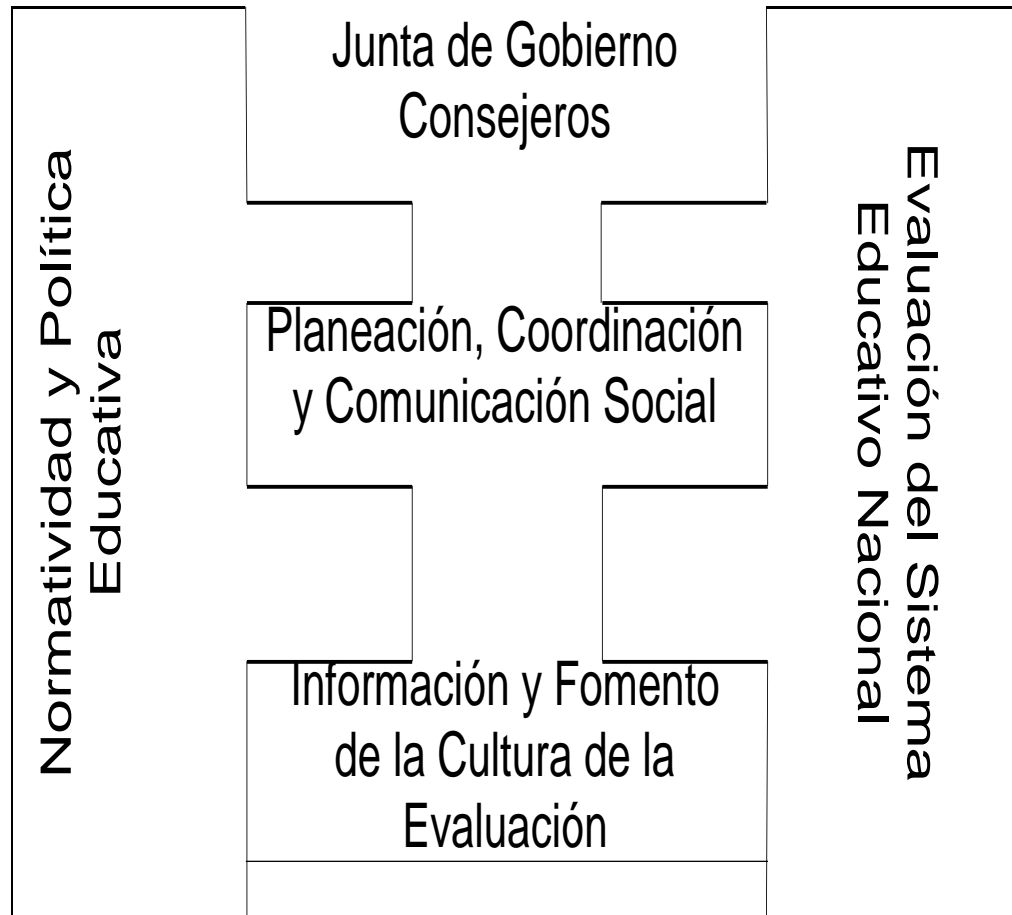 Junta de Gobierno
Consejeros
Normatividad y Política
Educativa
Planeación, Coordinación
y Comunicación Social
Información y Fomento
de la Cultura de la
Evaluación
Evaluación del Sistema
Educativo Nacional